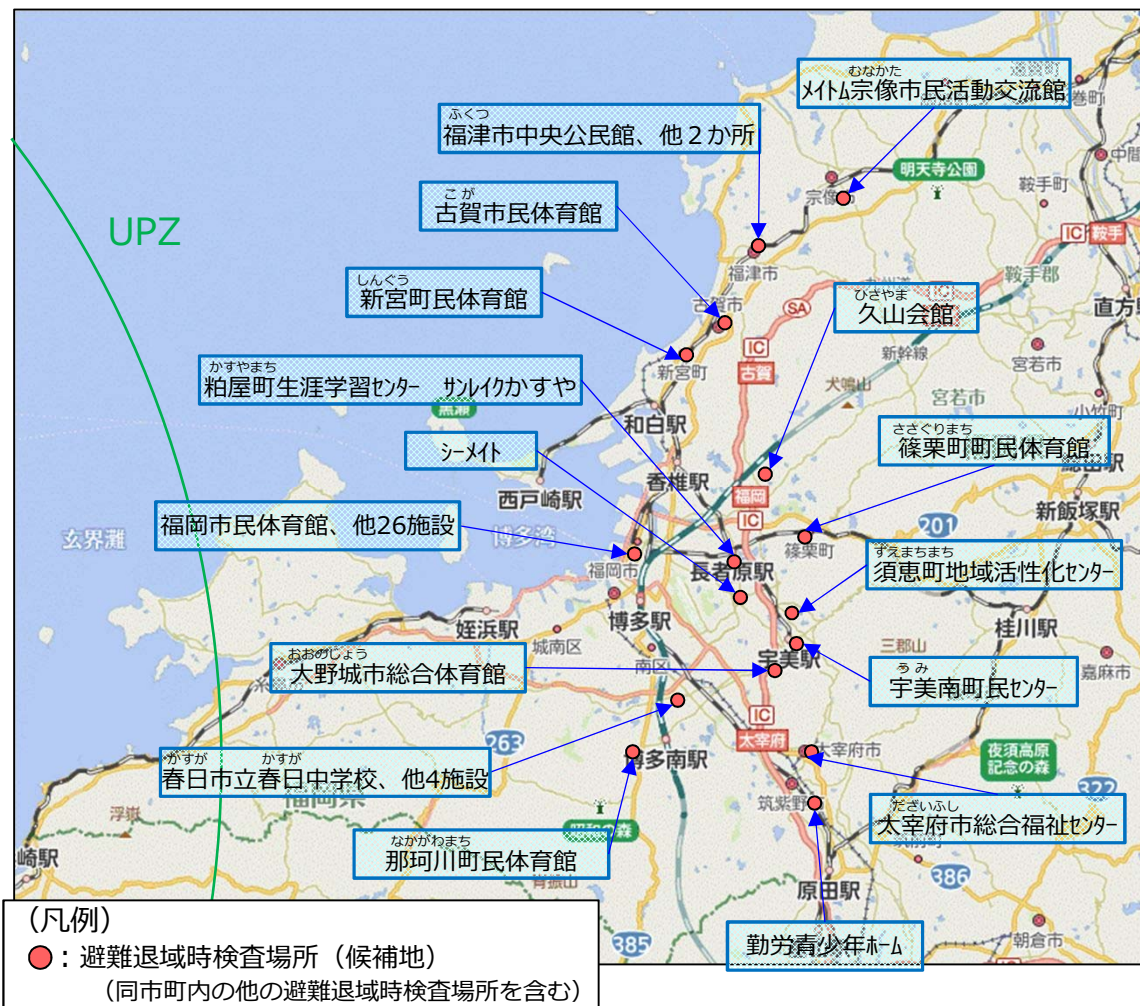 むなかた
ﾒｲﾄﾑ宗像市民活動交流館
ふくつ
福津市中央公民館、他２か所
明天寺公園
中間
宗像
鞍手町
こが
古賀市民体育館
UPZ
IC 鞍手
福津市
鞍手郡
しんぐう
新宮町民体育館
ひさやま
久山会館
古賀市
SA
直方駅
IC
新幹線
宮若市
新宮町
古賀
かすやまち
粕屋町生涯学習ｾﾝﾀｰ　ｻﾝﾚｲｸかすや
犬鳴山
宮若市
小竹町
和白駅
ささぐりまち
篠栗町町民体育館
ｼｰﾒｲﾄ
香椎駅
西戸崎駅
福岡
新飯塚駅
福岡市民体育館、他26施設
IC
201
玄界灘
博多湾
篠栗町
福岡市
長者原駅
すえまちまち
須恵町地域活性化ｾﾝﾀｰ
博多駅
姪浜駅
城南区
桂川駅
三郡山
宇美駅
嘉麻市
おおのじょう
大野城市総合体育館
南区
うみ
宇美南町民ｾﾝﾀｰ
IC
263
太宰府
太宰府市
夜須高原
記念の森
かすが　かすが
春日市立春日中学校、他4施設
博多南駅
322
福岡県
筑紫野
浮嶽
だざいふし
太宰府市総合福祉ｾﾝﾀｰ
なかがわまち
那珂川町民体育館
崎駅
386
原田駅
背振山
385
勤労青少年ﾎｰﾑ
朝倉市
（凡例）
：避難退域時検査場所（候補地）
（同市町内の他の避難退域時検査場所を含む）